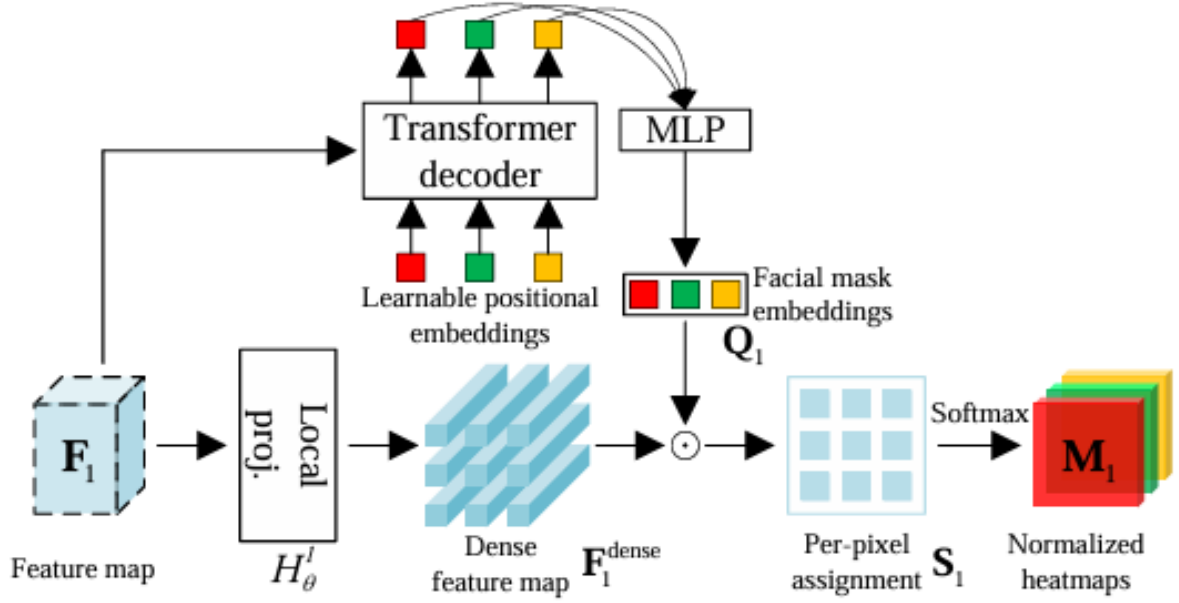 Transformer
decoder
MLP
Learnable positional
embeddings
Facial mask
embeddings
Q₁
F₁
Local
proj.
Softmax
M₁
Feature map
H_θ^l
Dense
feature map
F₁^dense
Per-pixel
assignment
S₁
Normalized
heatmaps